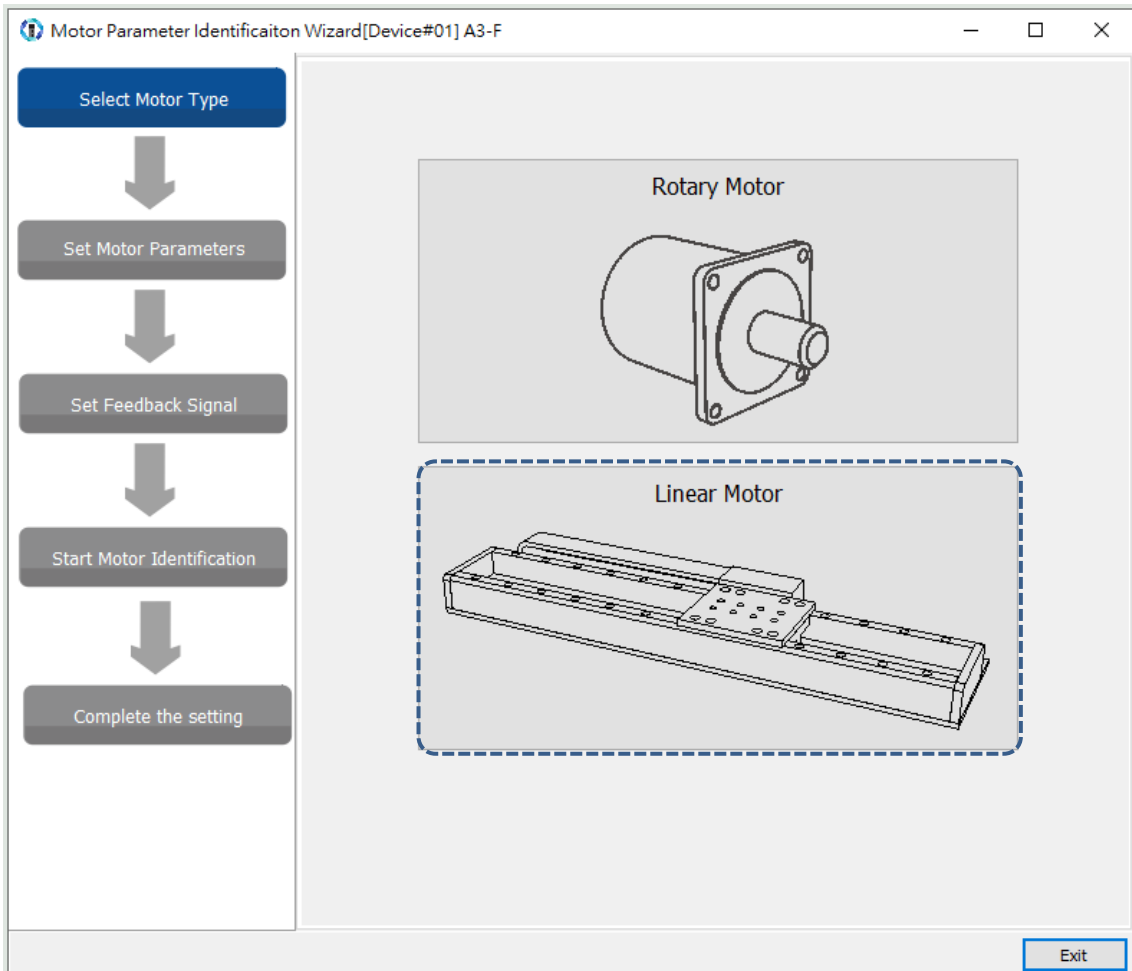 Motor Parameter Identificaiton Wizard[Device#01] A3-F
Select Motor Type
Set Motor Parameters
Set Feedback Signal
Start Motor Identification
Complete the setting
Rotary Motor
Linear Motor
Exit